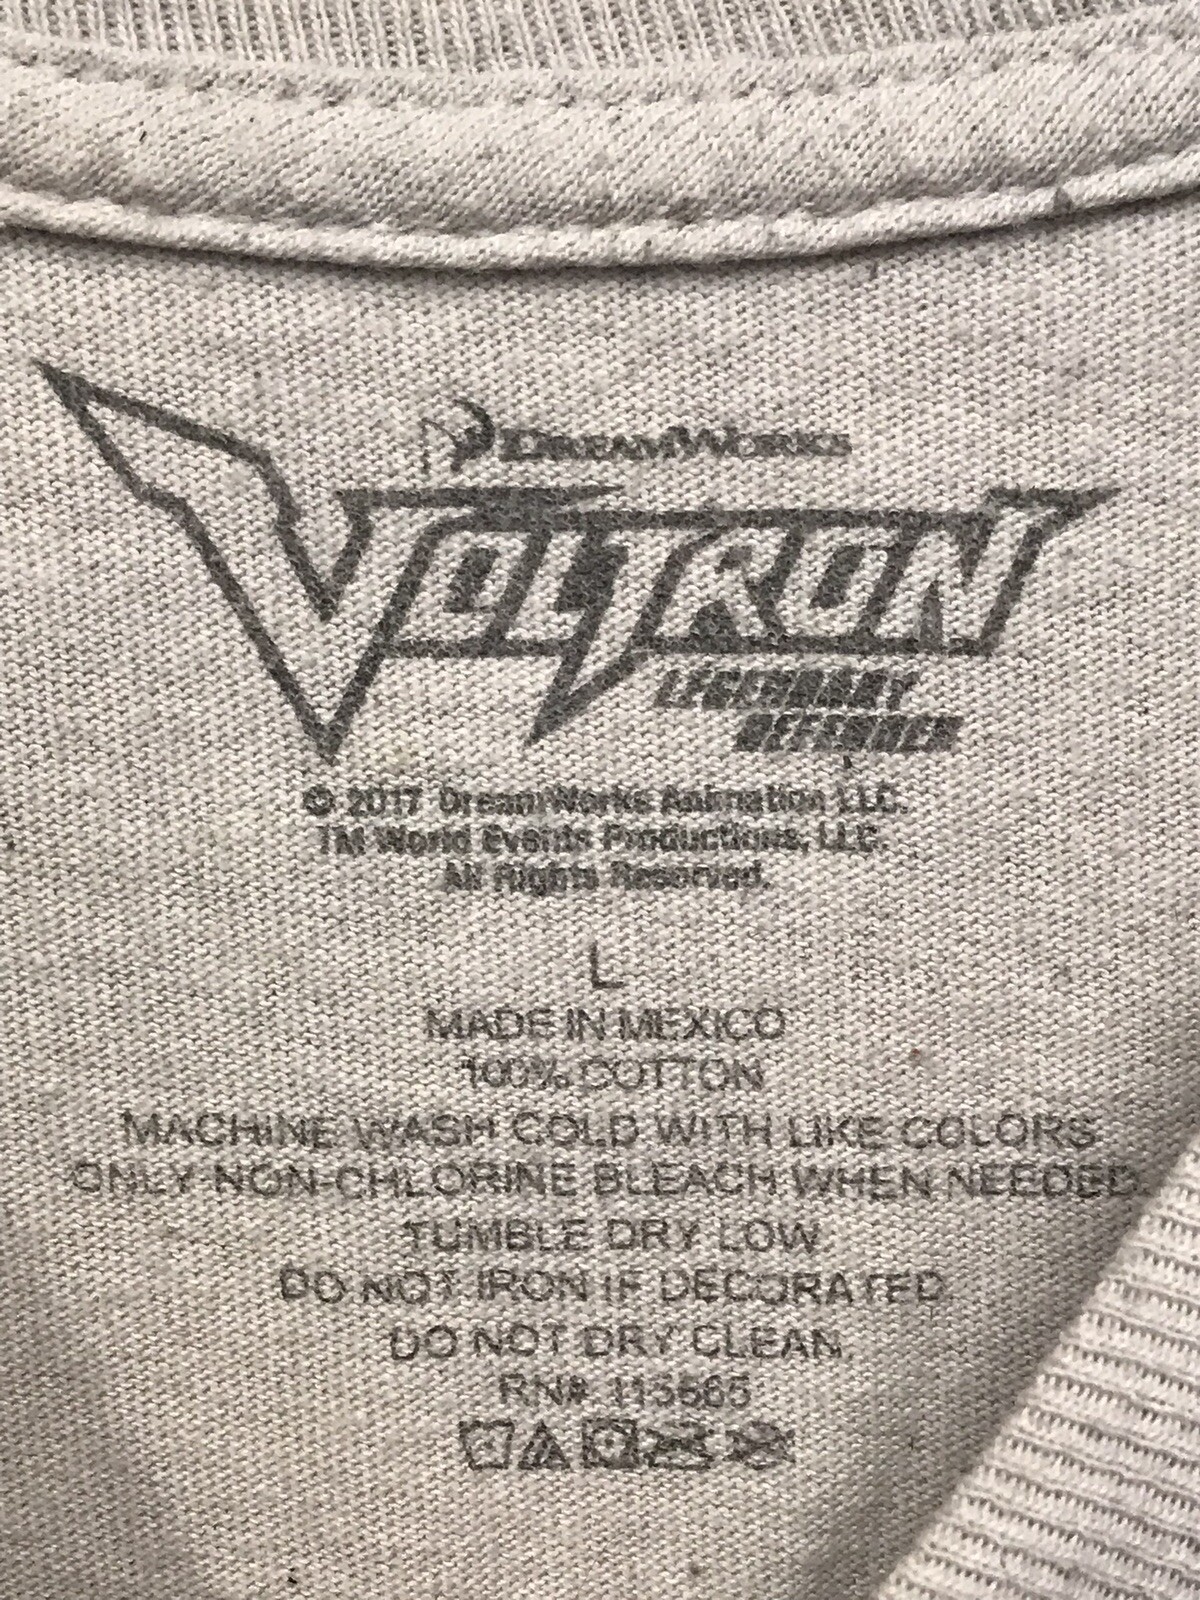 DREAMWORKS
VOLTRON
LEGENDARY
DEFENDER
© 2017 DreamWorks Animation LLC.
TM World Events Productions, LLC.
All Rights Reserved.
L
MADE IN MEXICO
100% COTTON
MACHINE WASH COLD WITH LIKE COLORS
ONLY NON-CHLORINE BLEACH WHEN NEEDED
TUMBLE DRY LOW
DO NOT IRON IF DECORATED
DO NOT DRY CLEAN
RN#